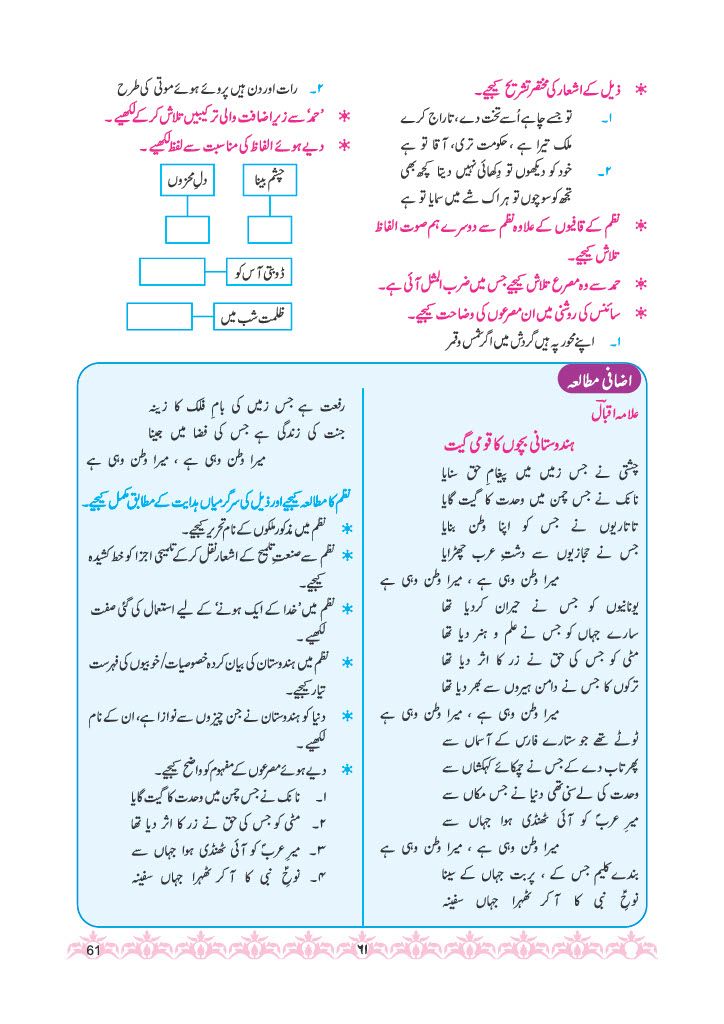 * ذیل کے اشعار کی مختصر تشریح کیجیے۔
۱۔ تو جسے چاہے اُسے تخت دے، تاراج کرے
ملک تیرا ہے ، حکومت تری، آقا تو ہے
۲۔ خود کو دیکھوں تو دِکھائی نہیں دیتا کچھ بھی
تجھ کو سوچوں تو ہر اک شے میں سمایا تو ہے
* نظم کے قافیوں کے علاوہ نظم سے دوسرے ہم صوت الفاظ
تلاش کیجیے۔
* حمد سے وہ مصرع تلاش کیجیے جس میں ضرب المثل آئی ہے۔
* سائنس کی روشنی میں ان مصرعوں کی وضاحت کیجیے۔
۱۔ اپنے محور پہ ہیں گردش میں اگر شمس و قمر
۲۔ رات اور دن ہیں پروئے ہوئے موتی کی طرح
* 'حمد' سے زیرِ اضافت والی ترکیبیں تلاش کرکے لکھیے۔
* دیے ہوئے الفاظ کی مناسبت سے لفظ لکھیے۔
چشمِ بینا
دلِ محزوں
ڈوبتی آس کو
ظلمت شب میں
اضافی مطالعہ
علامہ اقبالؔ
ہندوستانی بچوں کا قومی گیت
چشتی نے جس زمیں میں پیغامِ حق سنایا
نانک نے جس چمن میں وحدت کا گیت گایا
تاتاریوں نے جس کو اپنا وطن بنایا
جس نے حجازیوں سے دشتِ عرب چھڑایا
میرا وطن وہی ہے ، میرا وطن وہی ہے
یونانیوں کو جس نے حیران کردیا تھا
سارے جہاں کو جس نے علم و ہنر دیا تھا
مٹی کو جس کی حق نے زر کا اثر دیا تھا
ترکوں کا جس نے دامن ہیروں سے بھر دیا تھا
میرا وطن وہی ہے ، میرا وطن وہی ہے
ٹوٹے تھے جو ستارے فارس کے آسماں سے
پھر تاب دے کے جس نے چمکائے کہکشاں سے
وحدت کی لے سنی تھی دنیا نے جس مکاں سے
میرِ عربؐ کو آئی ٹھنڈی ہوا جہاں سے
میرا وطن وہی ہے ، میرا وطن وہی ہے
بندے کلیم جس کے ، پربت جہاں کے سینا
نوحِؑ نبی کا آ کر ٹھہرا جہاں سفینہ
رفعت ہے جس زمیں کی بامِ فلک کا زینہ
جنت کی زندگی ہے جس کی فضا میں جینا
میرا وطن وہی ہے ، میرا وطن وہی ہے
نظم کا مطالعہ کیجیے اور ذیل کی سرگرمیاں ہدایت کے مطابق مکمل کیجیے۔
* نظم میں مذکور ملکوں کے نام تحریر کیجیے۔
* نظم سے صنعتِ تلمیح کے اشعار نقل کرکے تلمیحی اجزا کو خط کشیدہ
کیجیے۔
* نظم میں 'خدا کے ایک ہونے' کے لیے استعمال کی گئی صفت
لکھیے۔
* نظم میں ہندوستان کی بیان کردہ خصوصیات/خوبیوں کی فہرست
تیار کیجیے۔
* دنیا کو ہندوستان نے جن چیزوں سے نوازا ہے، ان کے نام
لکھیے۔
* دیے ہوئے مصرعوں کے مفہوم کو واضح کیجیے۔
۱۔ نانک نے جس چمن میں وحدت کا گیت گایا
۲۔ مٹی کو جس کی حق نے زر کا اثر دیا تھا
۳۔ میرِ عربؐ کو آئی ٹھنڈی ہوا جہاں سے
۴۔ نوحِؑ نبی کا آ کر ٹھہرا جہاں سفینہ
61
۶۱